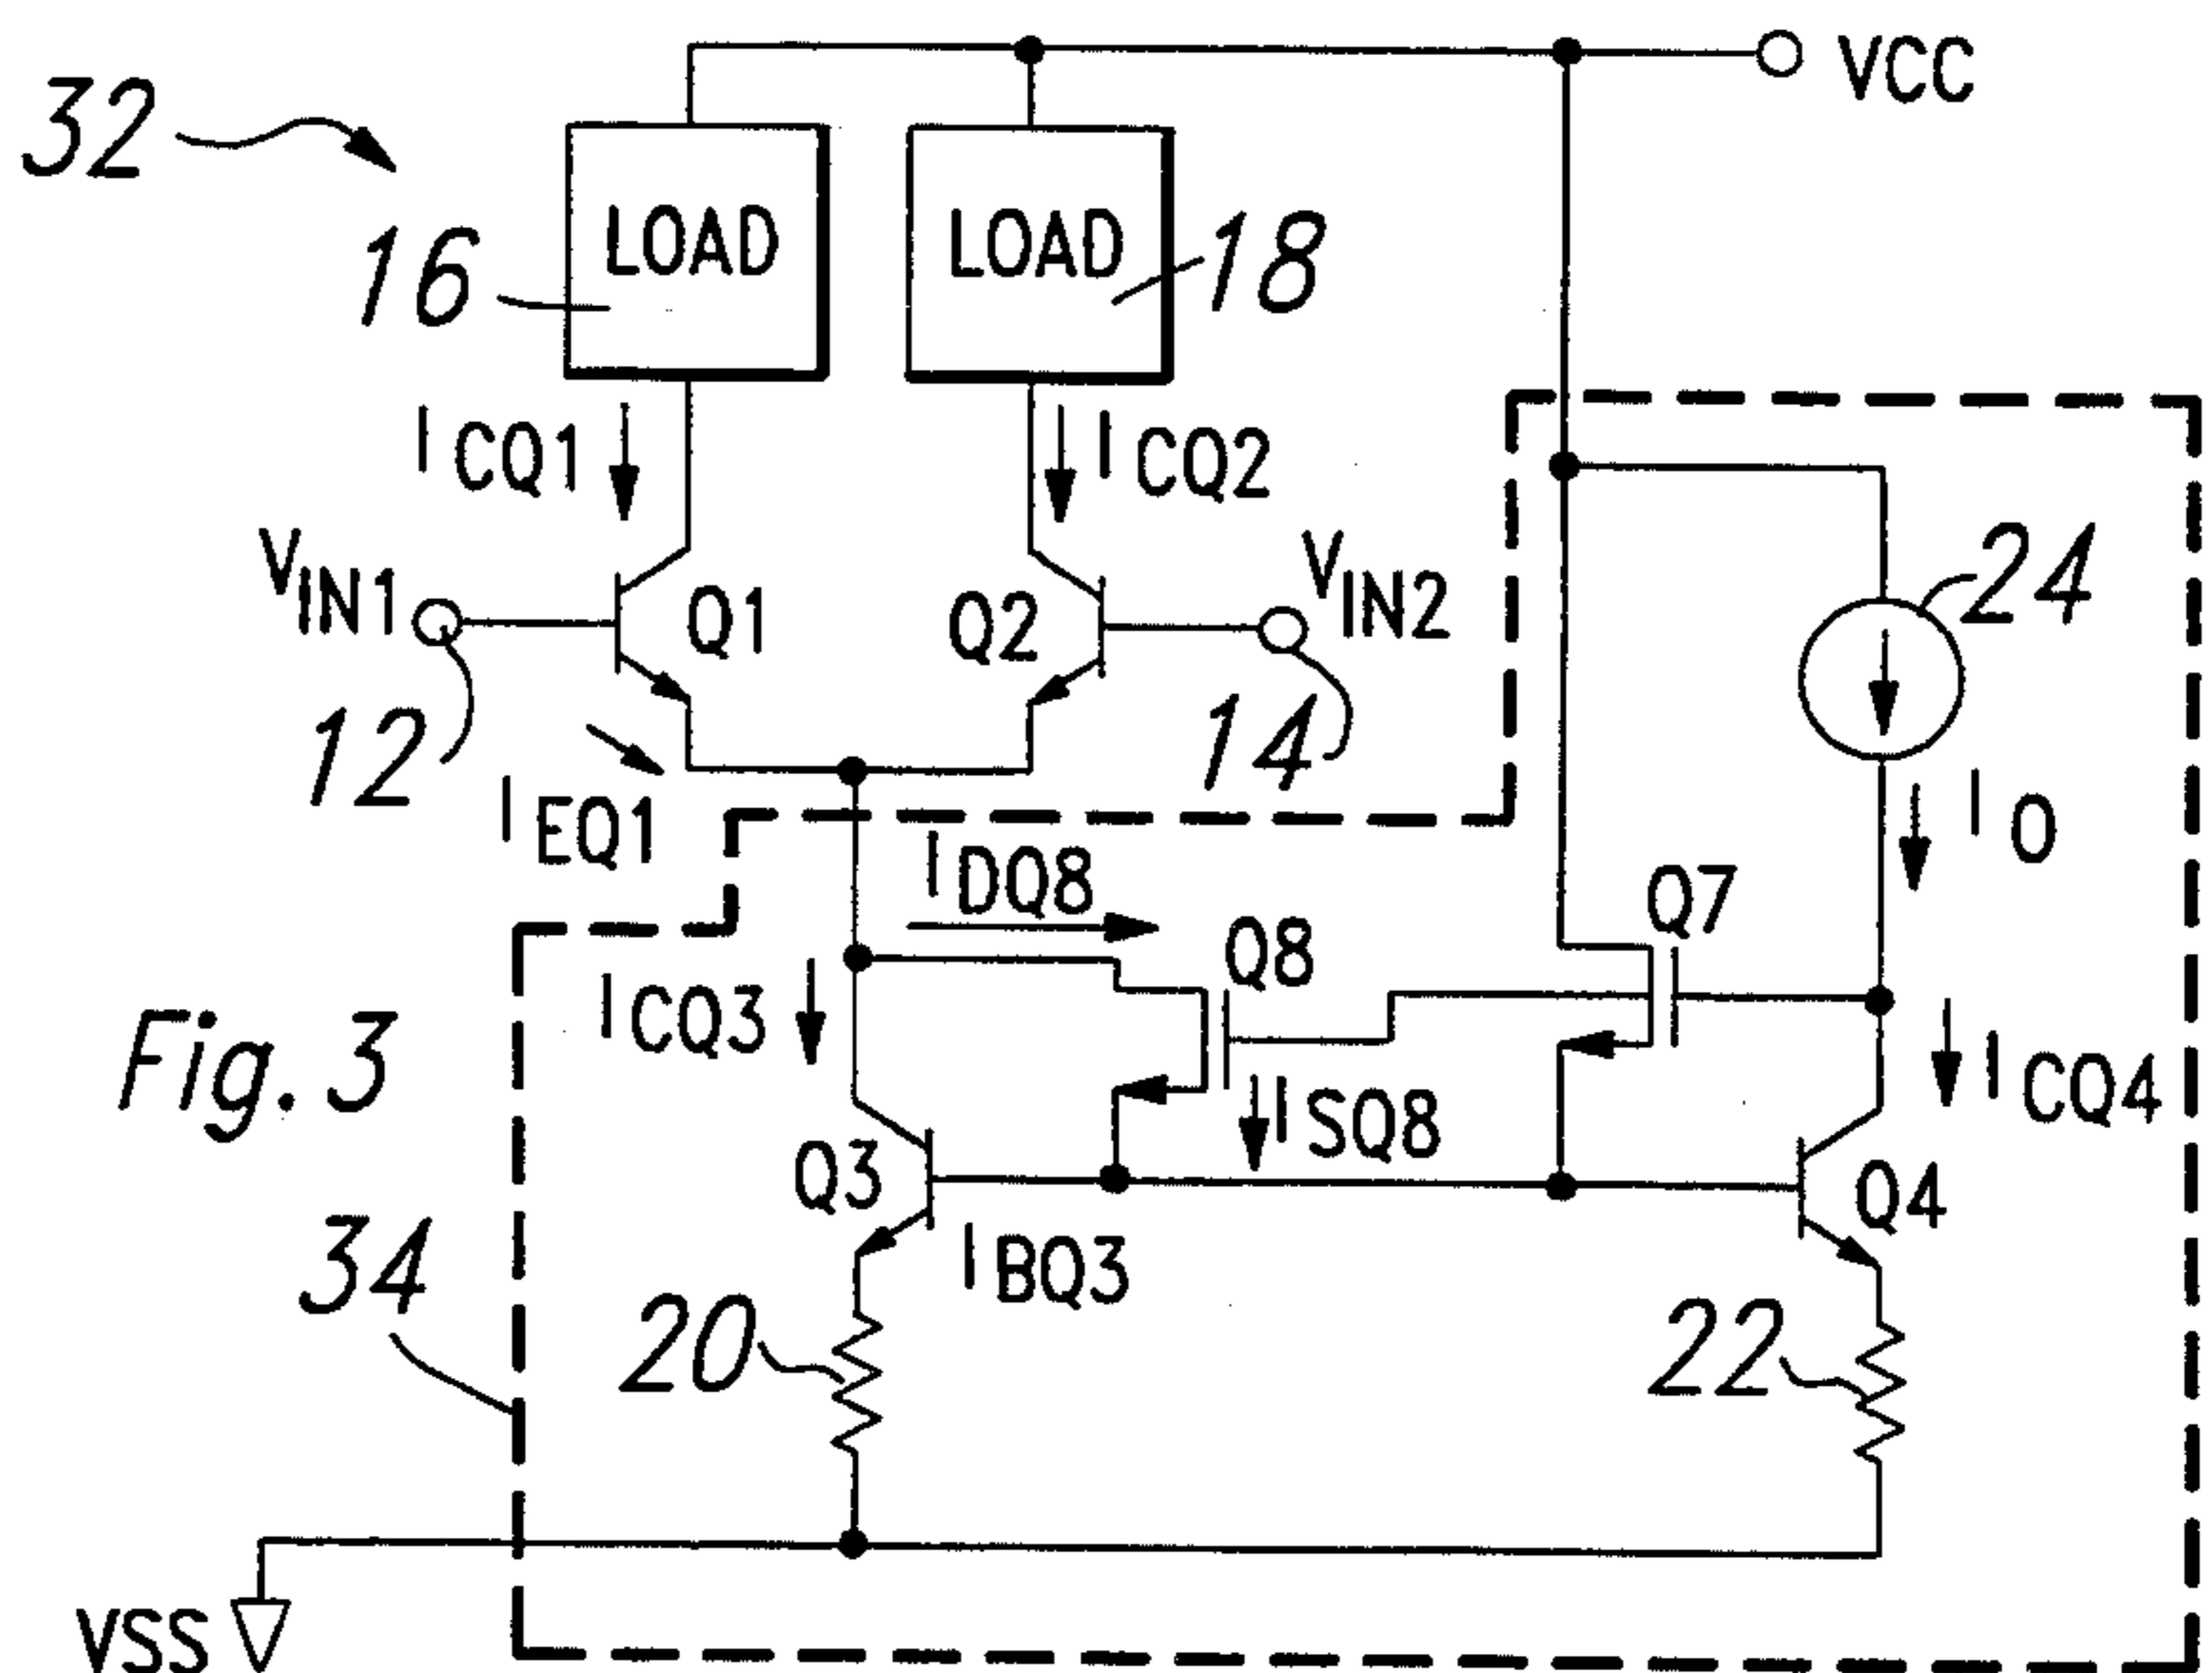 VCC
32
LOAD
LOAD
16
18
ICQ1
ICQ2
VIN1
VIN2
24
Q1
Q2
12
14
IEQ1
IO
IDQ8
Q7
Q8
ICQ3
Fig. 3
ICQ4
ISQ8
Q3
Q4
IBQ3
34
20
22
VSS